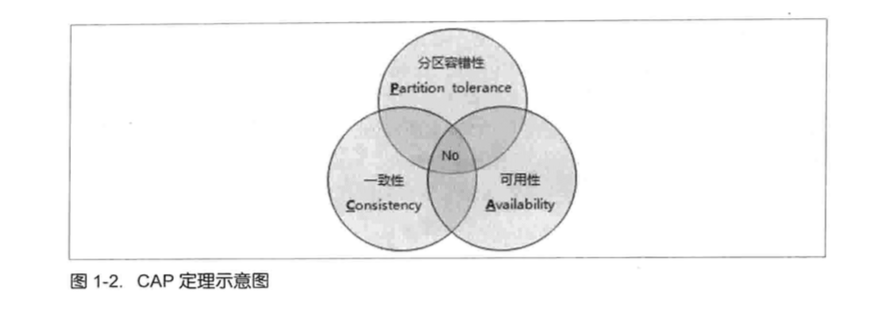 分区容错性
Partition tolerance
No
一致性
Consistency
可用性
Availability
图 1-2. CAP 定理示意图